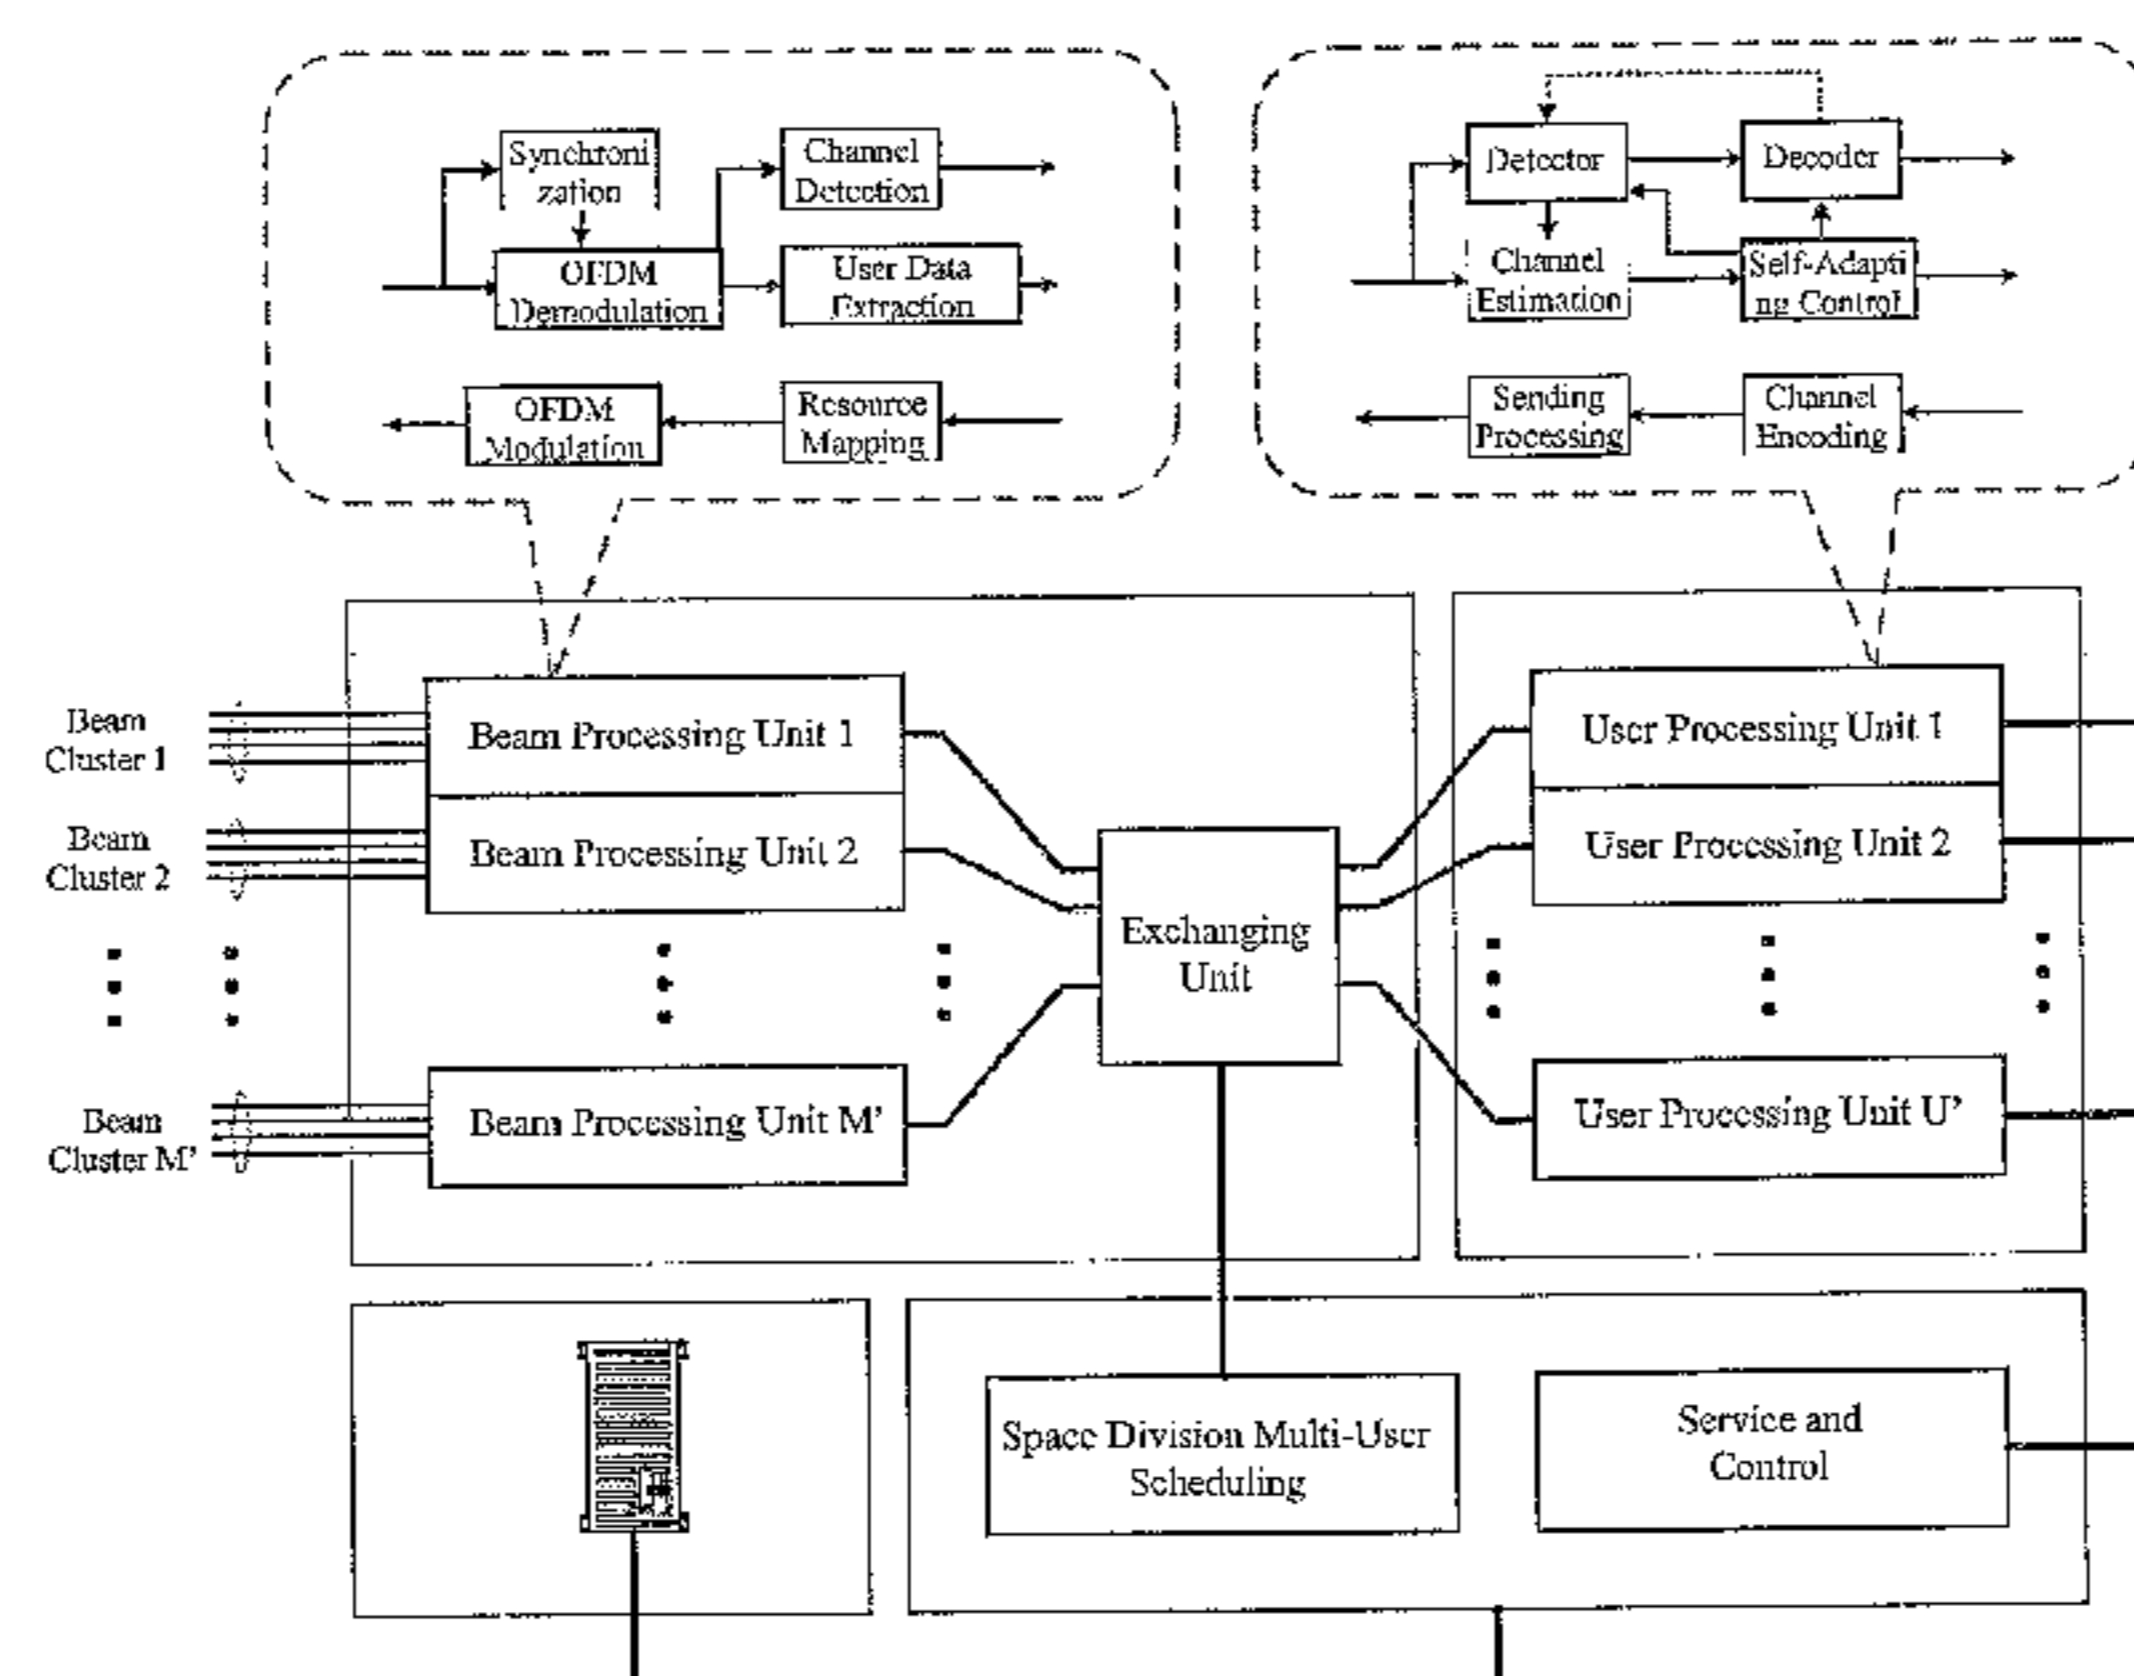 Synchroni
zation
Channel
Detection
OFDM
Demodulation
User Data
Extraction
OFDM
Modulation
Resource
Mapping
Detector
Decoder
Channel
Estimation
Self-Adapti
ng Control
Sending
Processing
Channel
Encoding
Beam
Cluster 1
Beam Processing Unit 1
User Processing Unit 1
Beam
Cluster 2
Beam Processing Unit 2
User Processing Unit 2
Exchanging
Unit
Beam
Cluster M’
Beam Processing Unit M’
User Processing Unit U’
Space Division Multi-User
Scheduling
Service and
Control